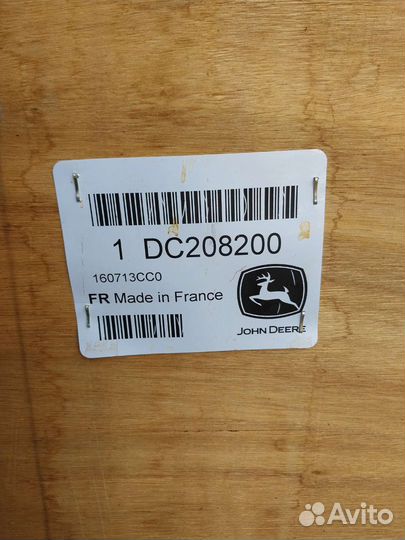 1 DC208200
160713CC0
FR Made in France
JOHN DEERE
Avito